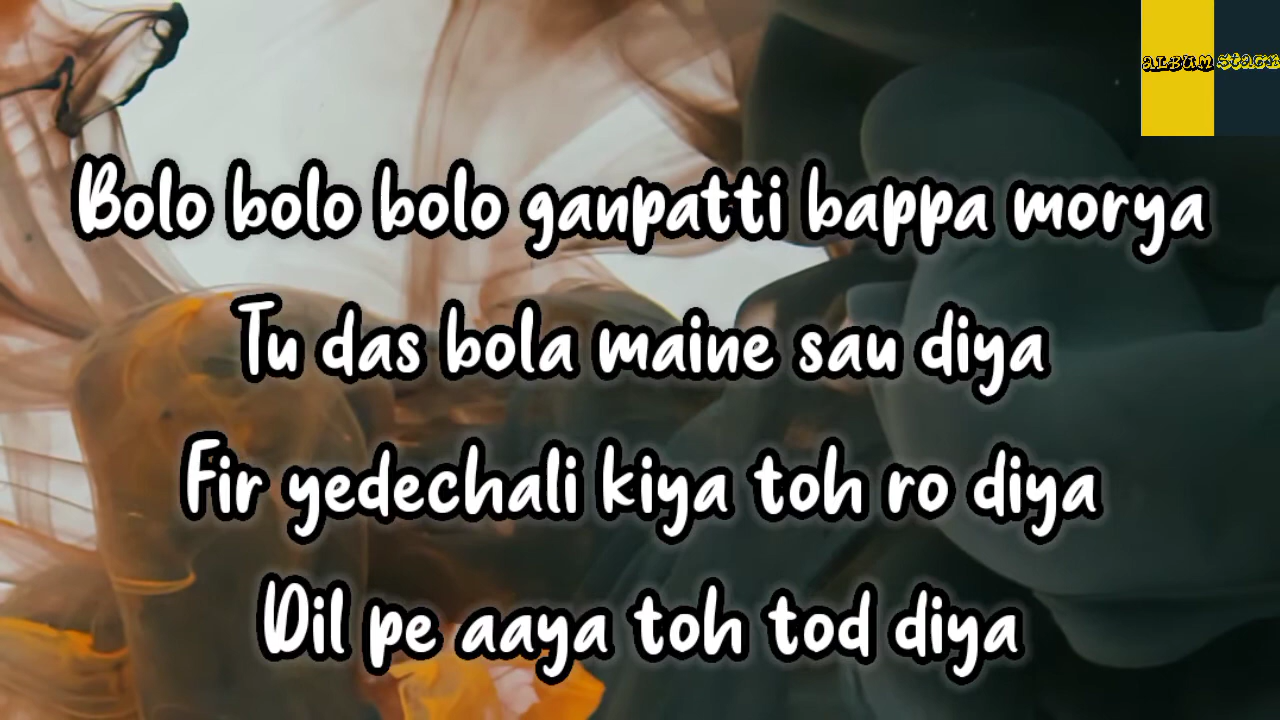 ALBUM STACK
Bolo bolo bolo ganpatti bappa morya
Tu das bola maine sau diya
Fir yedechali kiya toh ro diya
Dil pe aaya toh tod diya